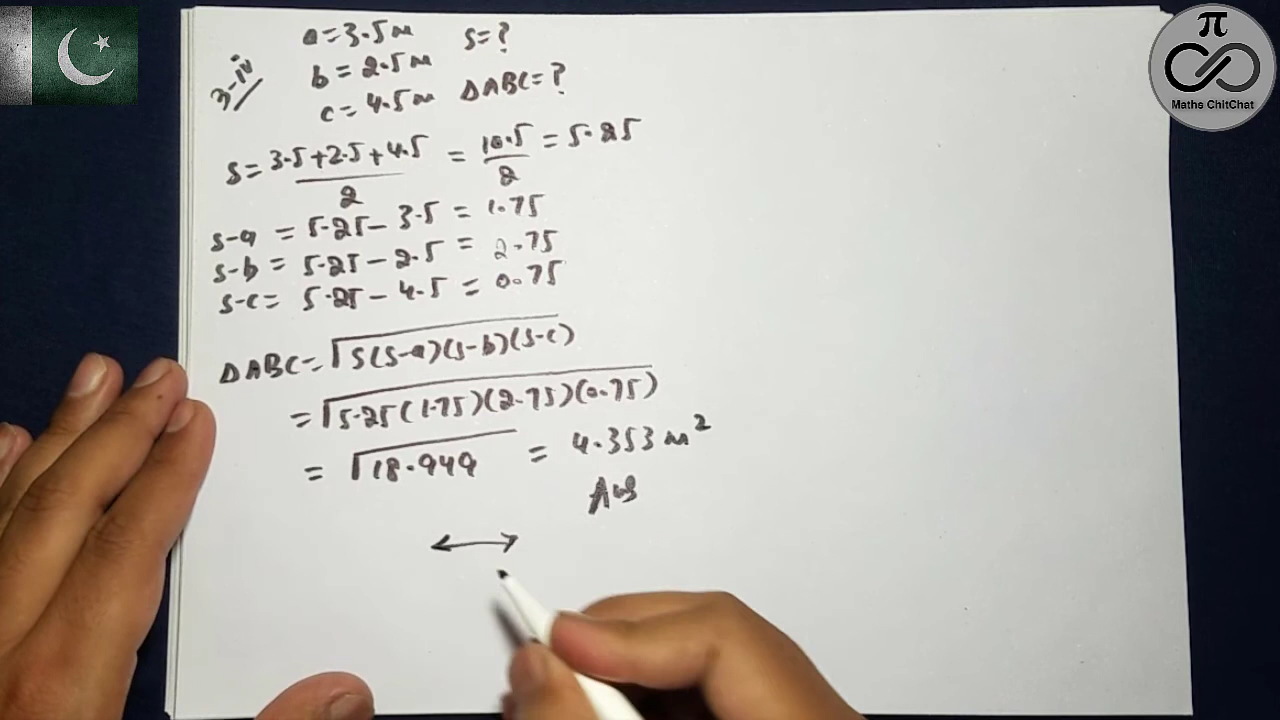 π
Maths ChitChat
3-iv
a=3.5m s=?
b=2.5m
c=4.5m ΔABC=?
s=3.5+2.5+4.5/2 = 10.5/2 = 5.25
s-a = 5.25-3.5 = 1.75
s-b = 5.25-2.5 = 2.75
s-c= 5.25-4.5 = 0.75
ΔABC=√s(s-a)(s-b)(s-c)
=√5.25(1.75)(2.75)(0.75)
= √18.949 = 4.353m²
Ans